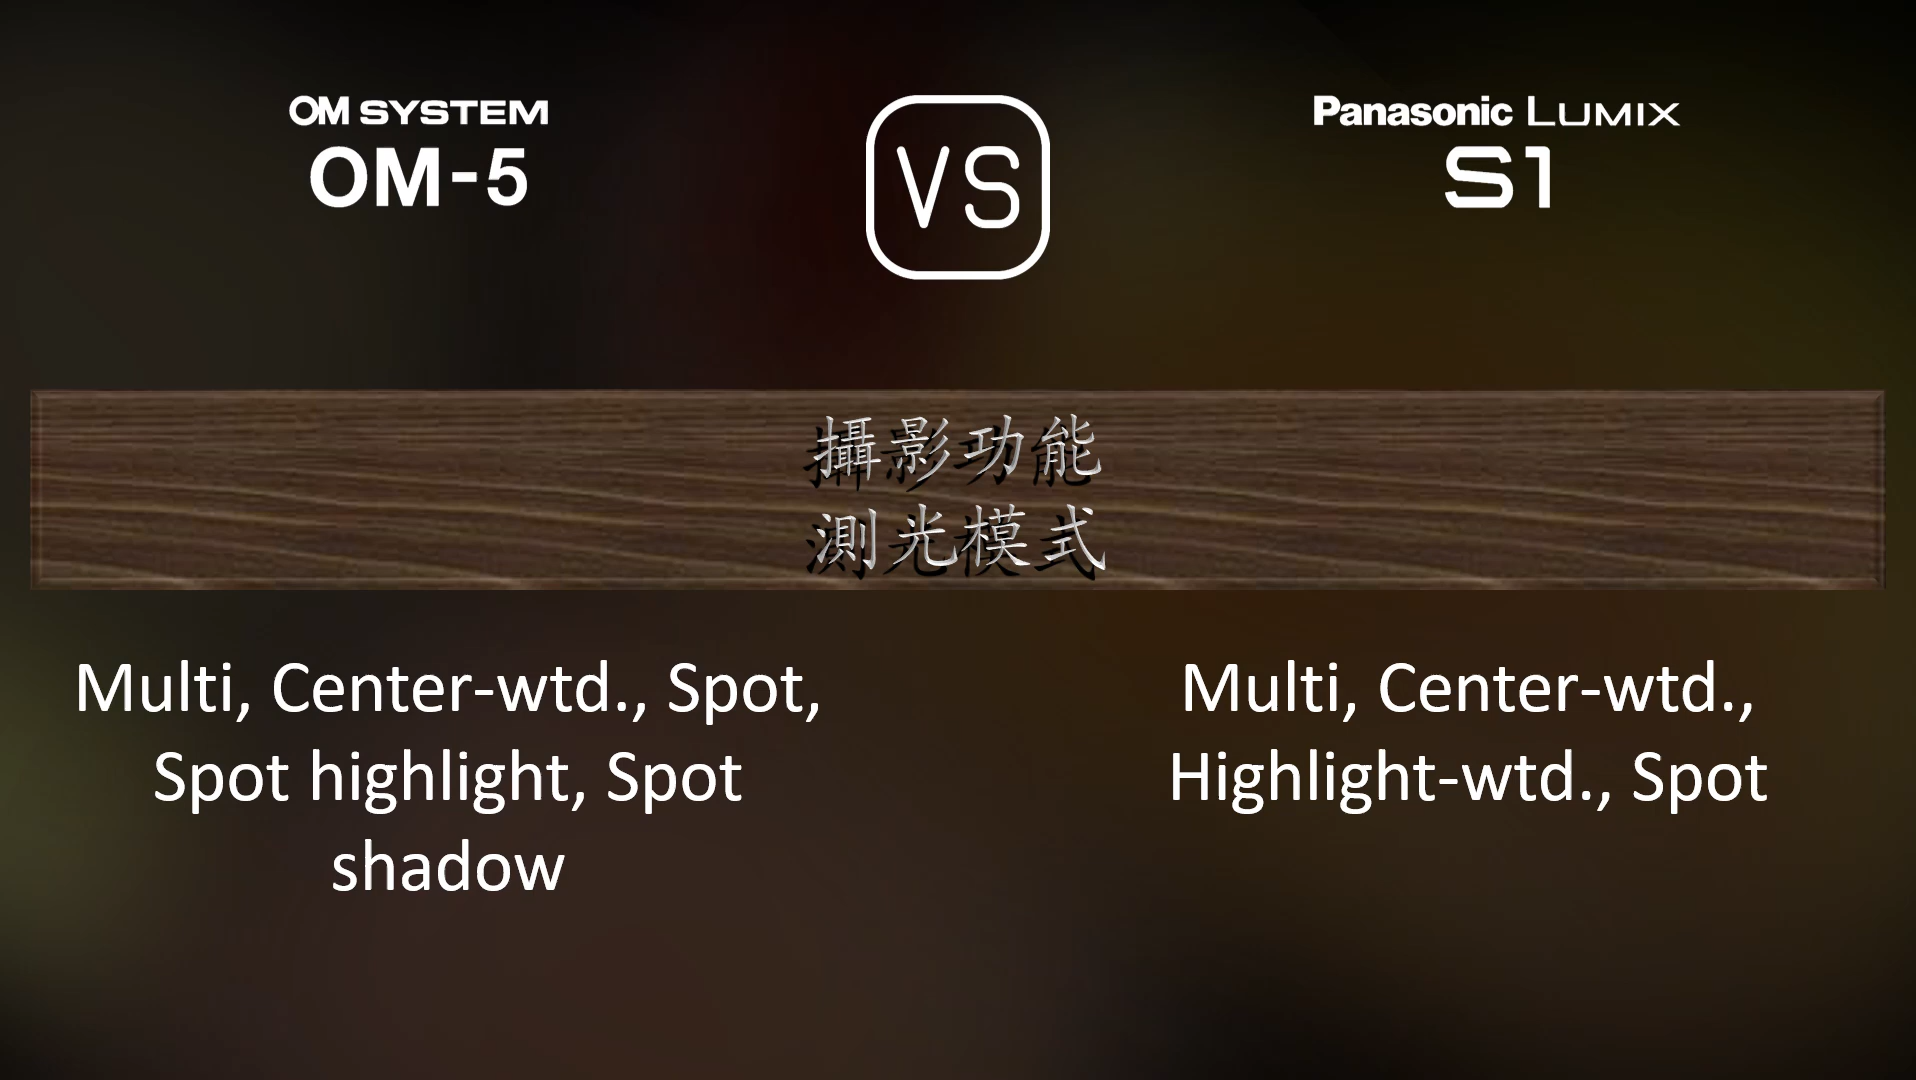 OM SYSTEM
OM-5
VS
Panasonic LUMIX
S1
攝影功能
測光模式
Multi, Center-wtd., Spot,
Spot highlight, Spot
shadow
Multi, Center-wtd.,
Highlight-wtd., Spot